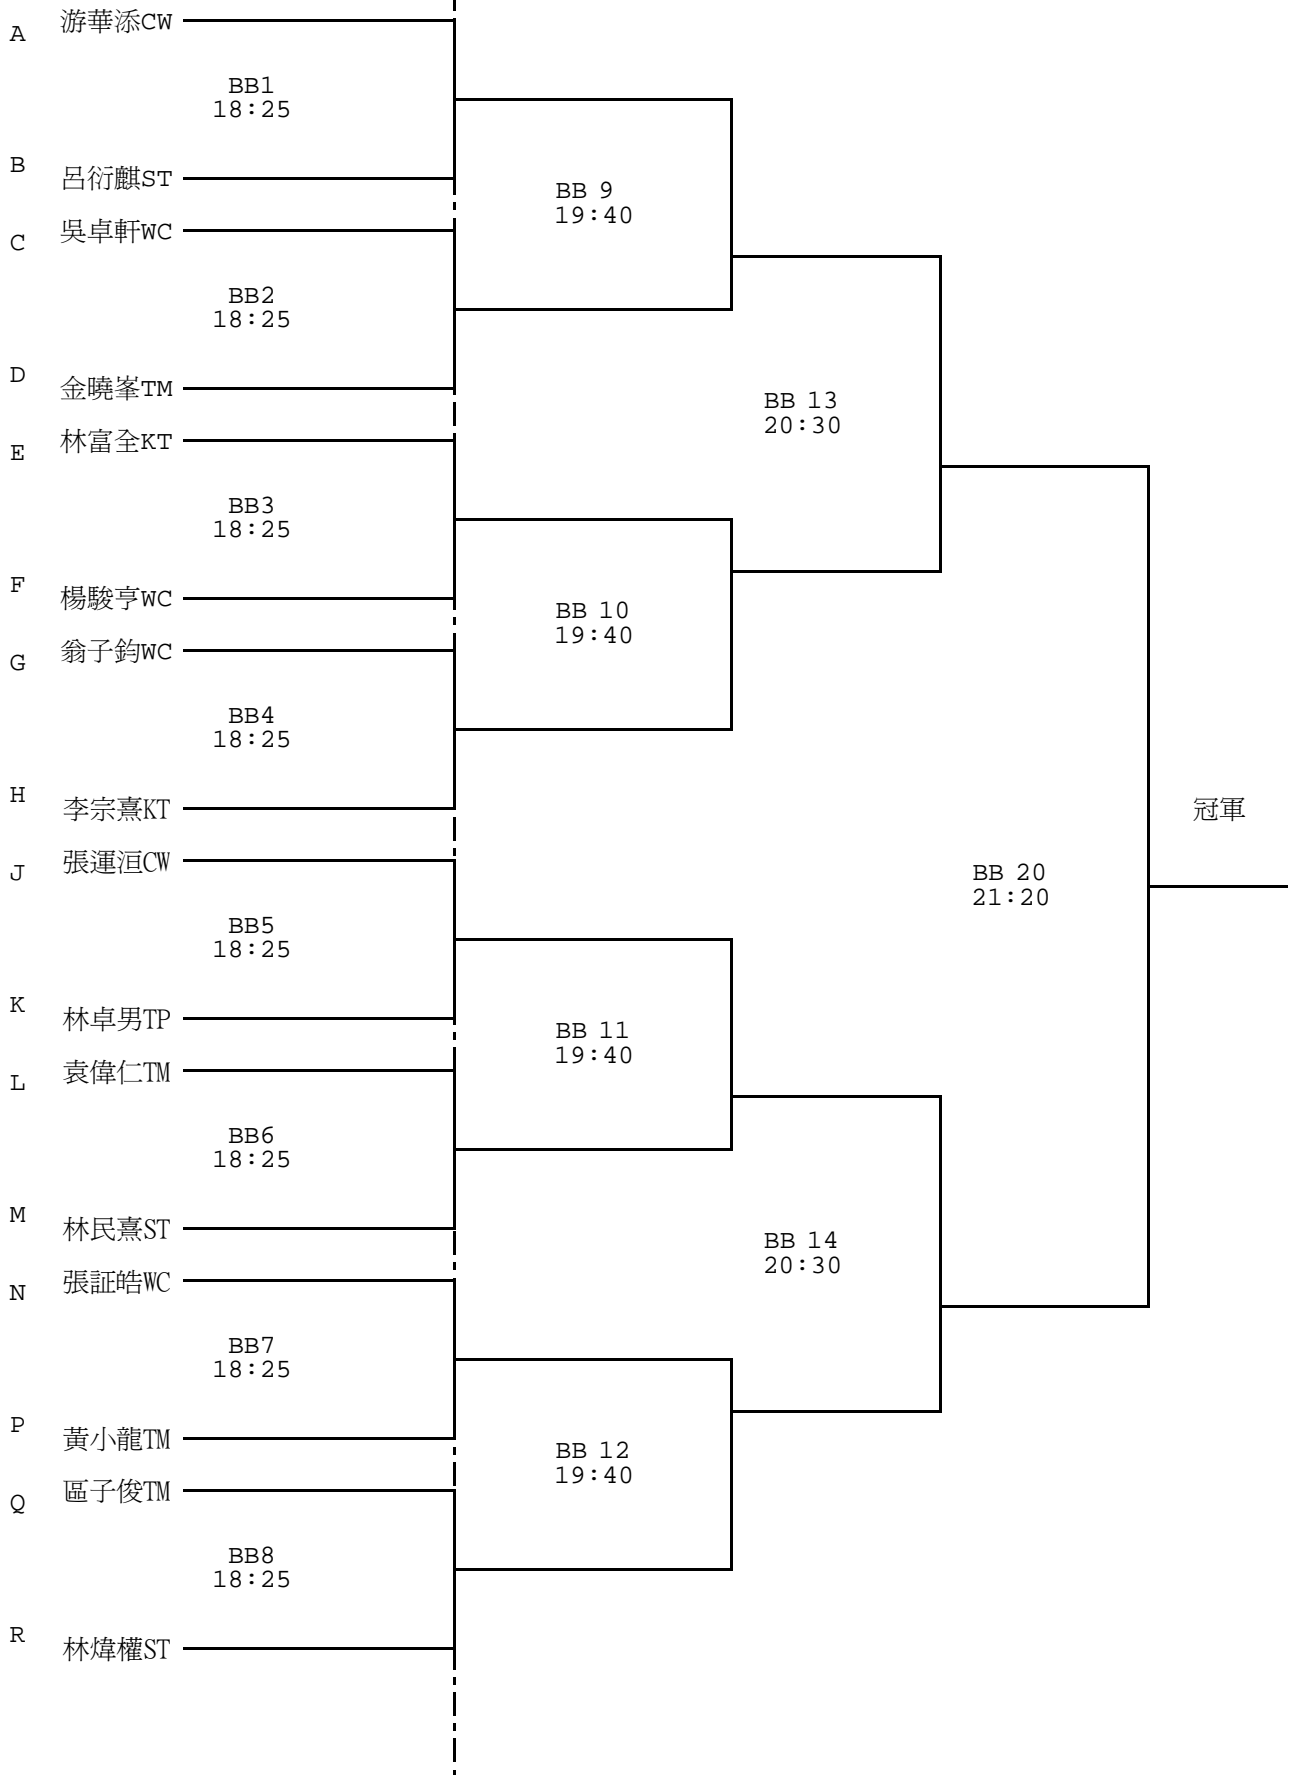 A 游華添CW
BB1
18:25
B 呂衍麒ST
BB 9
19:40
C 吳卓軒WC
BB2
18:25
D 金曉峯TM
BB 13
20:30
E 林富全KT
BB3
18:25
F 楊駿亨WC
BB 10
19:40
G 翁子鈞WC
BB4
18:25
H 李宗熹KT
冠軍
J 張運洹CW
BB 20
21:20
BB5
18:25
K 林卓男TP
BB 11
19:40
L 袁偉仁TM
BB6
18:25
M 林民熹ST
BB 14
20:30
N 張証皓WC
BB7
18:25
P 黃小龍TM
BB 12
19:40
Q 區子俊TM
BB8
18:25
R 林煒權ST